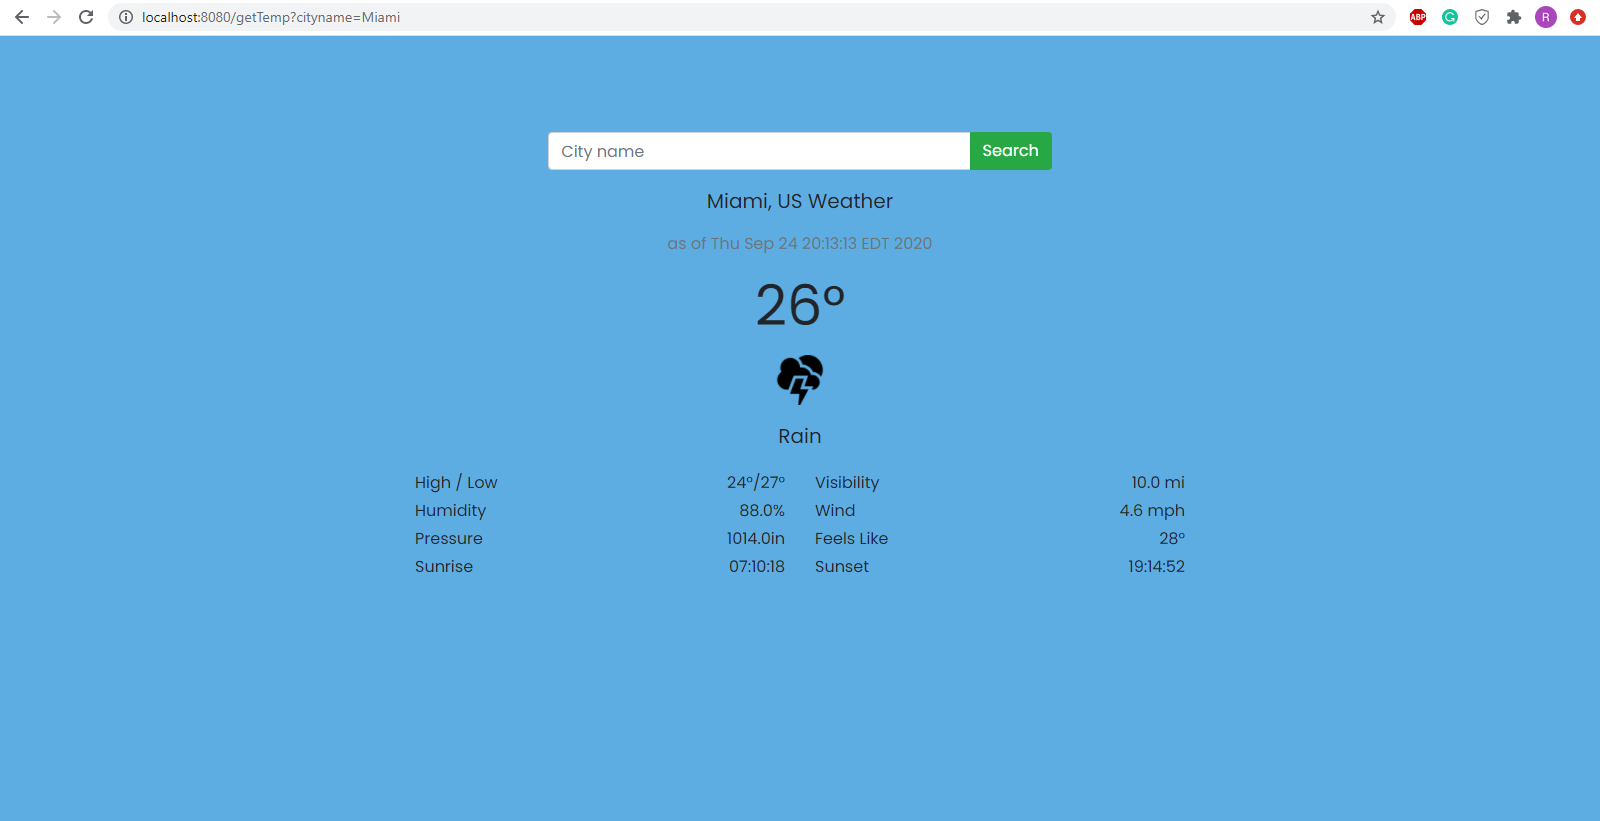 localhost:8080/getTemp?cityname=Miami
ABP
G
R
City name
Search
Miami, US Weather
as of Thu Sep 24 20:13:13 EDT 2020
26°
Rain
High / Low 24°/27° Visibility 10.0 mi
Humidity 88.0% Wind 4.6 mph
Pressure 1014.0in Feels Like 28°
Sunrise 07:10:18 Sunset 19:14:52